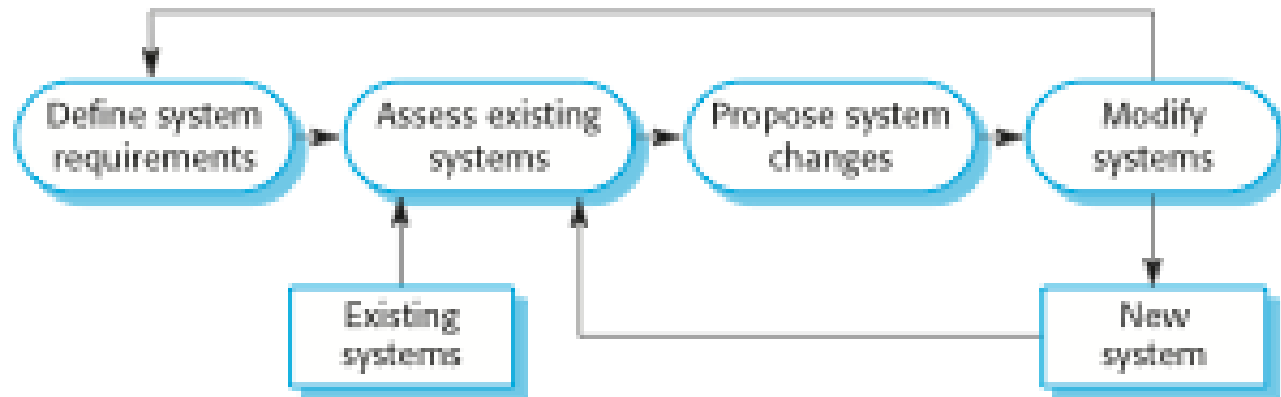 Define system
requirements
Assess existing
systems
Propose system
changes
Modify
systems
Existing
systems
New
system